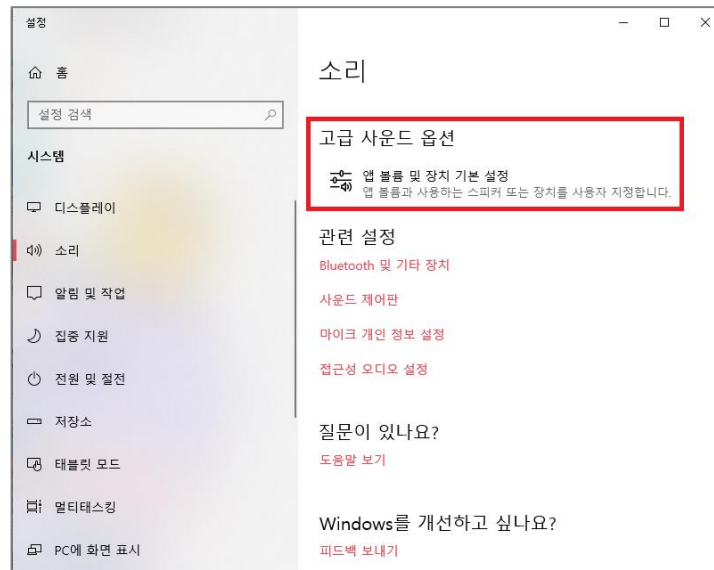 설정
홈
설정 검색
시스템
디스플레이
소리
알림 및 작업
집중 지원
전원 및 절전
저장소
태블릿 모드
멀티태스킹
PC에 화면 표시
소리
고급 사운드 옵션
앱 볼륨 및 장치 기본 설정
앱 볼륨과 사용하는 스피커 또는 장치를 사용자 지정합니다.
관련 설정
Bluetooth 및 기타 장치
사운드 제어판
마이크 개인 정보 설정
접근성 오디오 설정
질문이 있나요?
도움말 보기
Windows를 개선하고 싶나요?
피드백 보내기